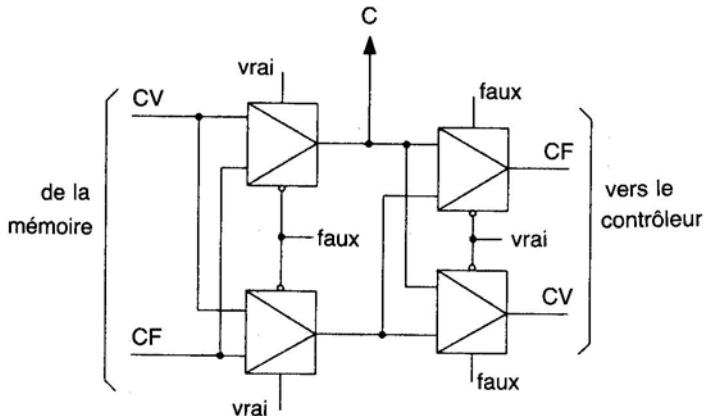 C
vrai
faux
CV
CF
de la
mémoire
vers le
contrôleur
faux
vrai
CF
CV
vrai
faux